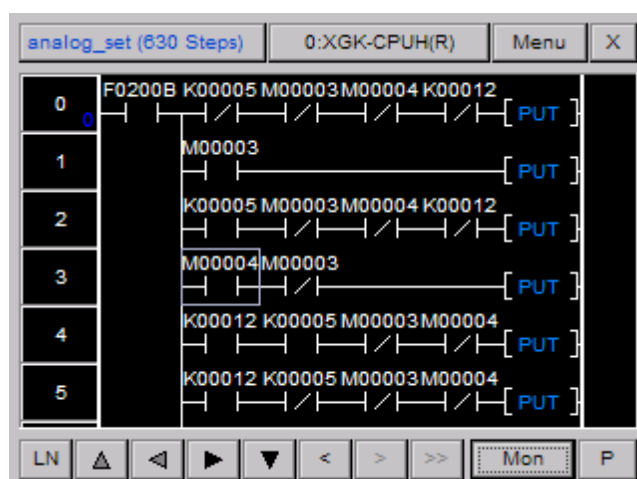 analog_set (630 Steps) 0:XGK-CPUH(R) Menu X
F0200B K00005 M00003 M00004 K00012
0 0 PUT
M00003
1 PUT
K00005 M00003 M00004 K00012
2 PUT
M00004 M00003
3 PUT
K00012 K00005 M00003 M00004
4 PUT
K00012 K00005 M00003 M00004
5 PUT
LN < > >> Mon P